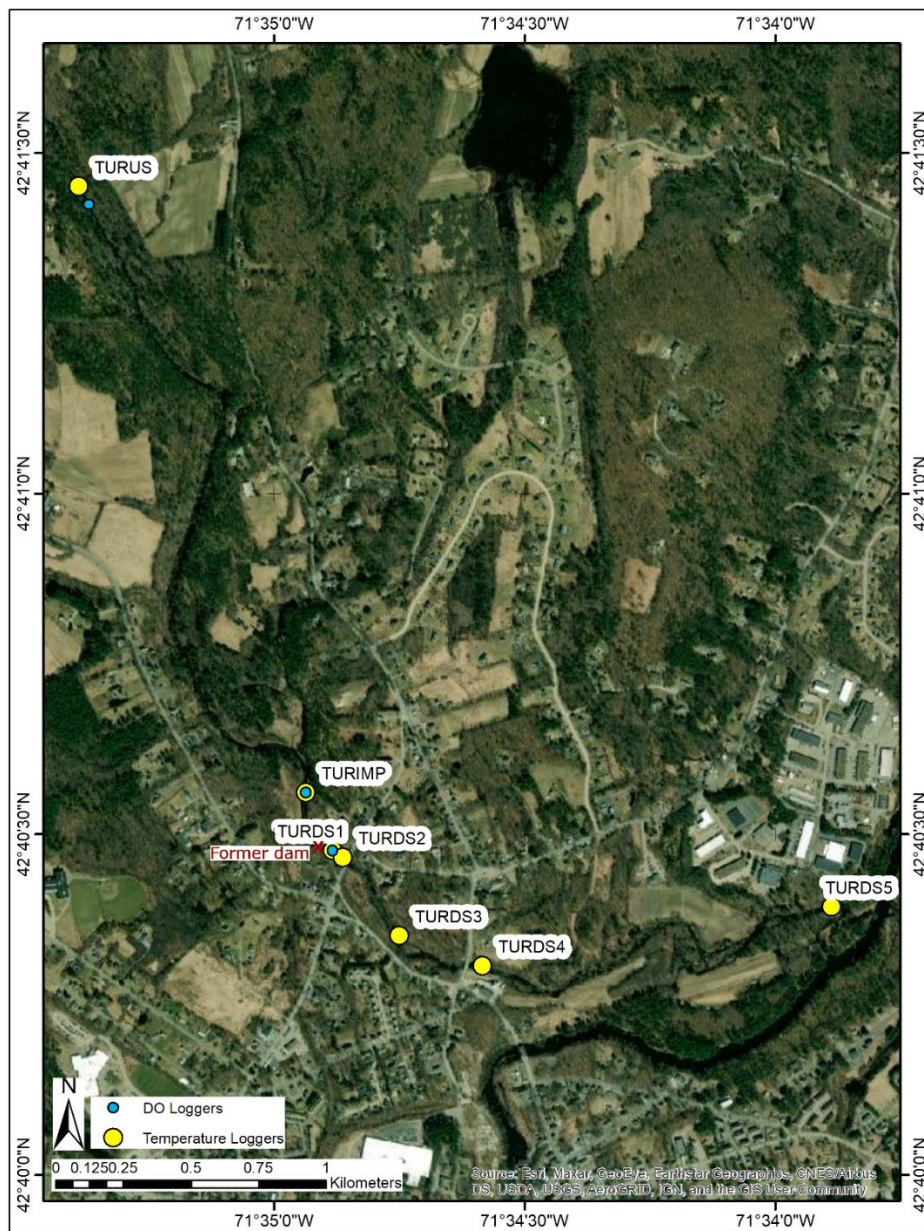 71°35'0"W
71°34'30"W
71°34'0"W
42°41'30"N
42°41'30"N
TURUS
42°41'0"N
42°41'0"N
TURIMP
42°40'30"N
42°40'30"N
TURDS1
TURDS2
Former dam
TURDS5
TURDS3
TURDS4
N
DO Loggers
Temperature Loggers
0 0.1250.25 0.5 0.75 1
Kilometers
Source: Esri, Maxar, GeoEye, Earthstar Geographics, CNES/Airbus
DS, USDA, USGS, AeroGRID, IGN, and the GIS User Community
42°40'0"N
42°40'0"N
71°35'0"W
71°34'30"W
71°34'0"W